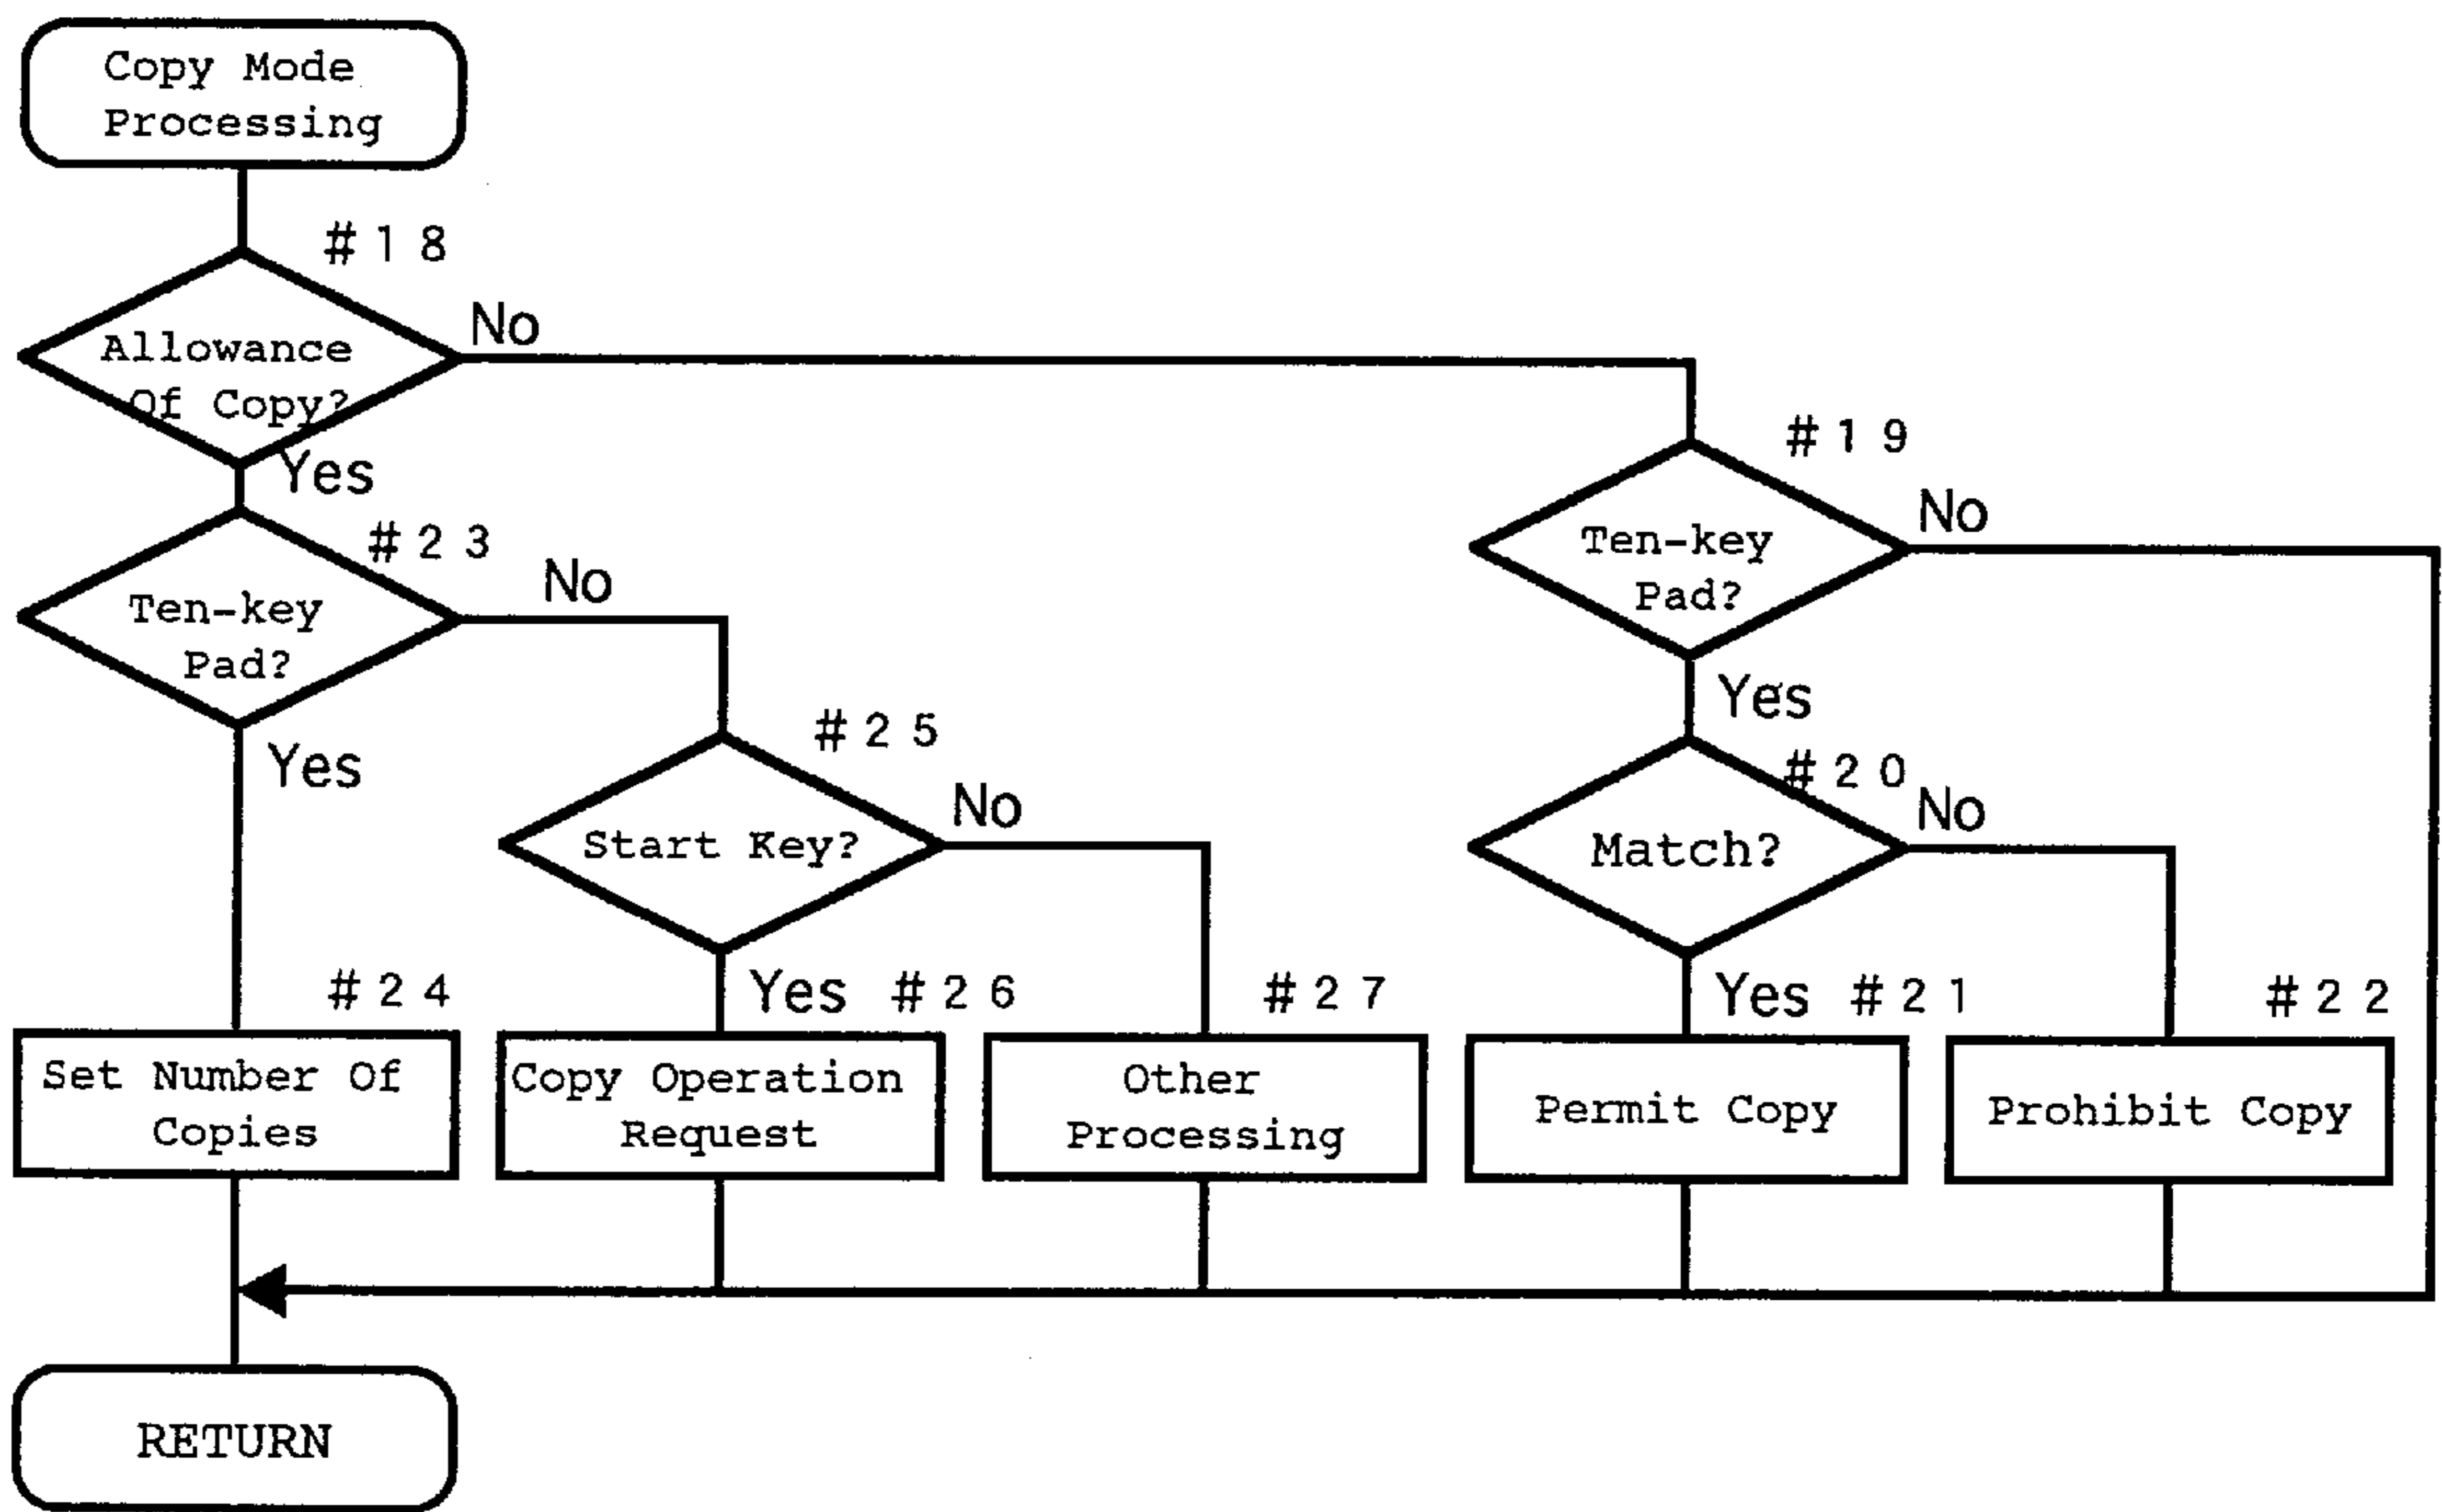 Copy Mode
Processing
#18
Allowance
Of Copy?
No
Yes
#19
Ten-key
Pad?
No
Yes
#23
Ten-key
Pad?
No
Yes
#25
Start Key?
No
Yes
#20
Match?
No
Yes
#24
Set Number Of
Copies
#26
Copy Operation
Request
#27
Other
Processing
#21
Permit Copy
#22
Prohibit Copy
RETURN